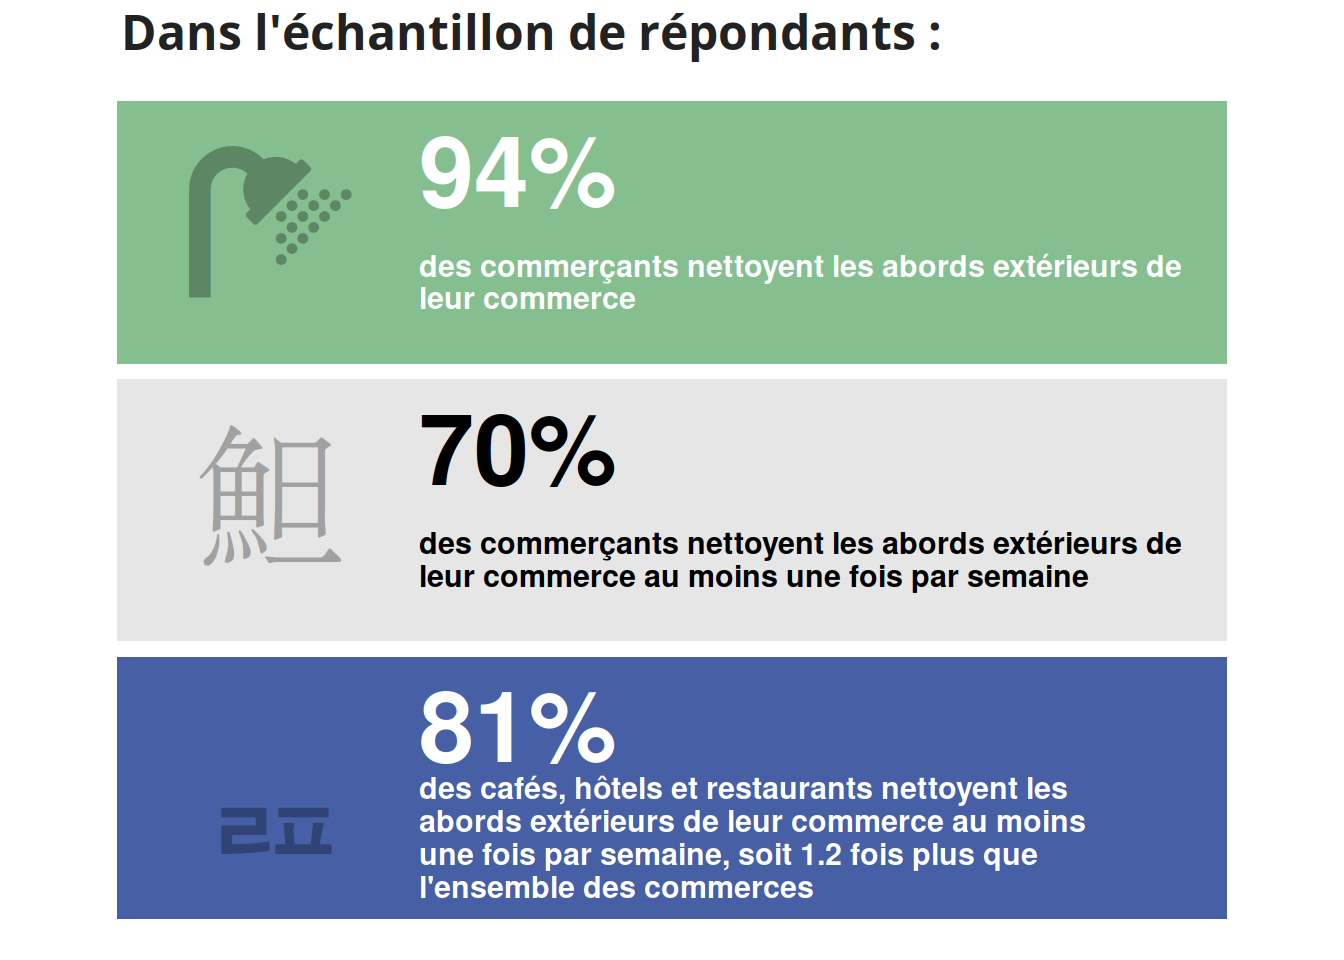 Dans l'échantillon de répondants :
94%
des commerçants nettoyent les abords extérieurs de
leur commerce
䱇
70%
des commerçants nettoyent les abords extérieurs de
leur commerce au moins une fois par semaine
81%
des cafés, hôtels et restaurants nettoyent les
abords extérieurs de leur commerce au moins
une fois par semaine, soit 1.2 fois plus que
l'ensemble des commerces